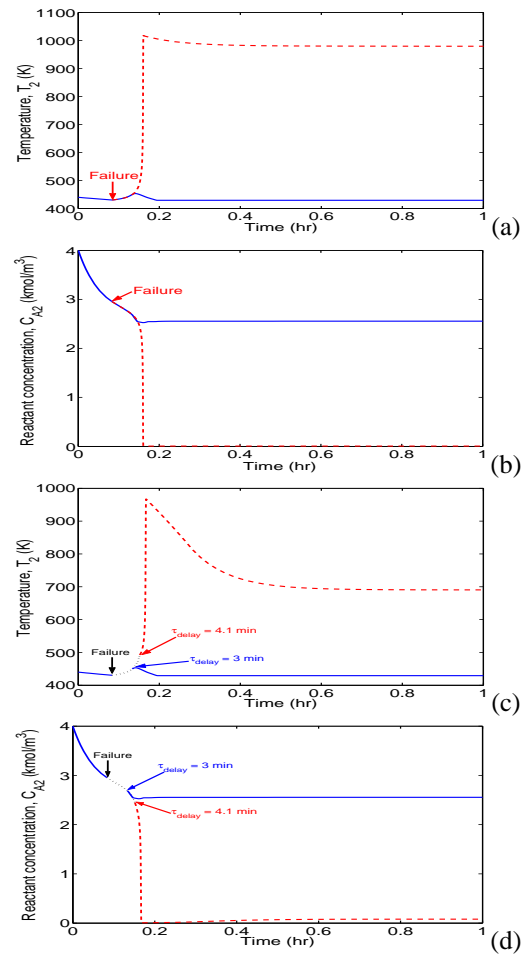 1100
1000
900
800
700
600
500
400
Temperature, T2 (K)
Failure
0
0.2
0.4
0.6
0.8
1
Time (hr)
(a)
4
3
2
1
0
Reactant concentration, CA2 (kmol/m3)
Failure
0
0.2
0.4
0.6
0.8
1
Time (hr)
(b)
1000
900
800
700
600
500
400
Temperature, T2 (K)
Failure
τdelay = 4.1 min
τdelay = 3 min
0
0.2
0.4
0.6
0.8
1
Time (hr)
(c)
4
3
2
1
0
Reactant concentration, CA2 (kmol/m3)
Failure
τdelay = 3 min
τdelay = 4.1 min
0
0.2
0.4
0.6
0.8
1
Time (hr)
(d)